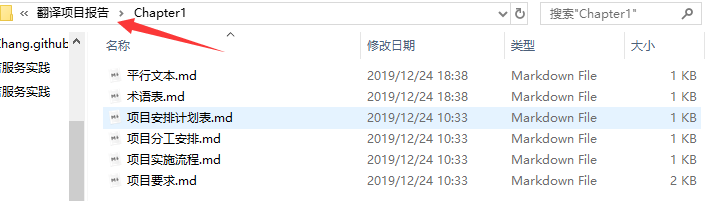 « 翻译项目报告 > Chapter1
搜索"Chapter1"
Zhang.github
服务实践
服务实践
名称 修改日期 类型 大小
平行文本.md 2019/12/24 18:38 Markdown File 1 KB
术语表.md 2019/12/24 18:38 Markdown File 1 KB
项目安排计划表.md 2019/12/24 10:33 Markdown File 1 KB
项目分工安排.md 2019/12/24 10:33 Markdown File 1 KB
项目实施流程.md 2019/12/24 10:33 Markdown File 1 KB
项目要求.md 2019/12/24 10:33 Markdown File 2 KB